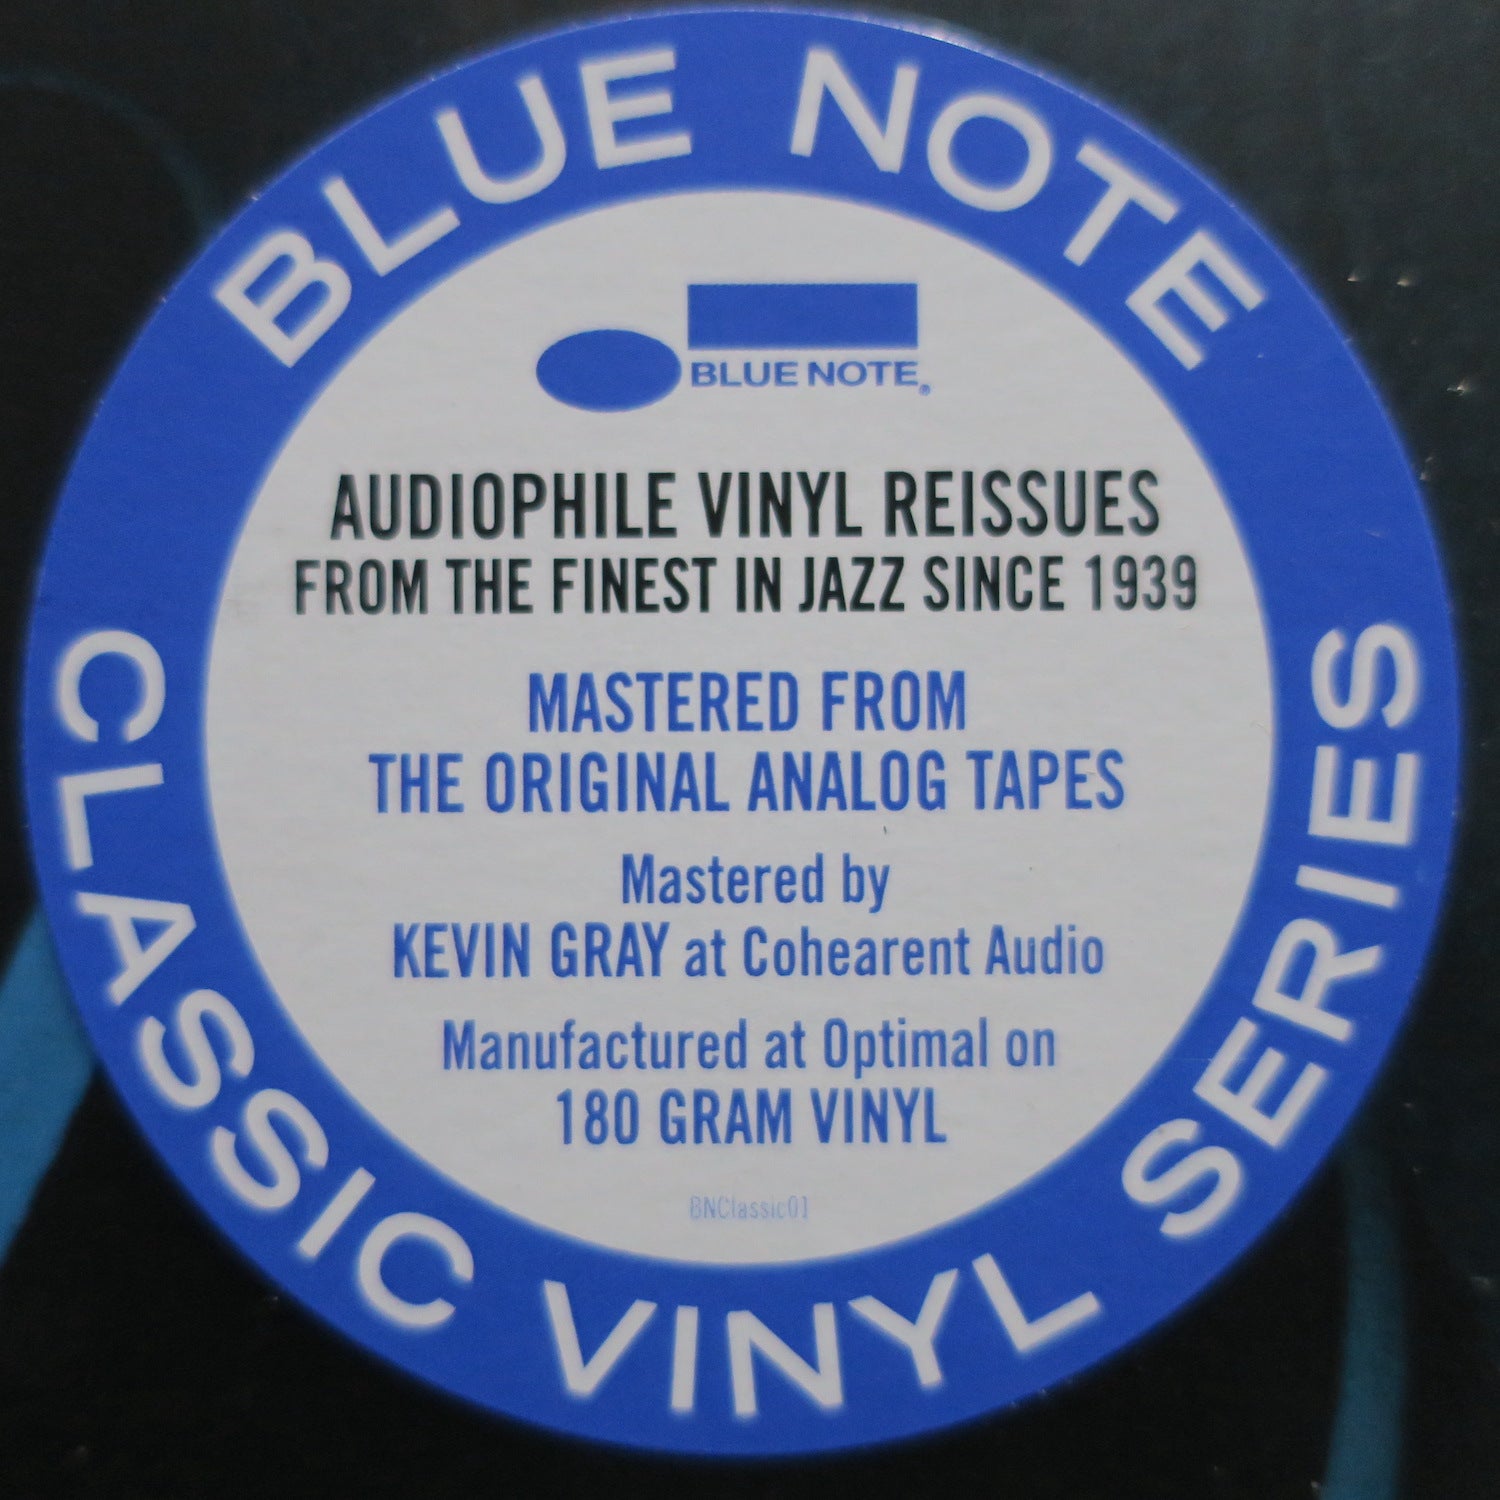 BLUE NOTE
BLUE NOTE®
AUDIOPHILE VINYL REISSUES
FROM THE FINEST IN JAZZ SINCE 1939
MASTERED FROM
THE ORIGINAL ANALOG TAPES
Mastered by
KEVIN GRAY at Cohearent Audio
Manufactured at Optimal on
180 GRAM VINYL
BNClassic01
CLASSIC VINYL SERIES